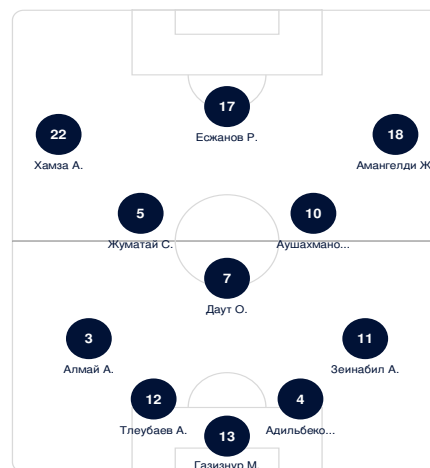 17
Есжанов Р.
22
Хамза А.
18
Амангелди Ж
5
Жуматай С.
10
Аушахмано...
7
Даут О.
3
Алмай А.
11
Зеинабил А.
12
Тлеубаев А.
4
Адильбеко...
13
Газизнур М.